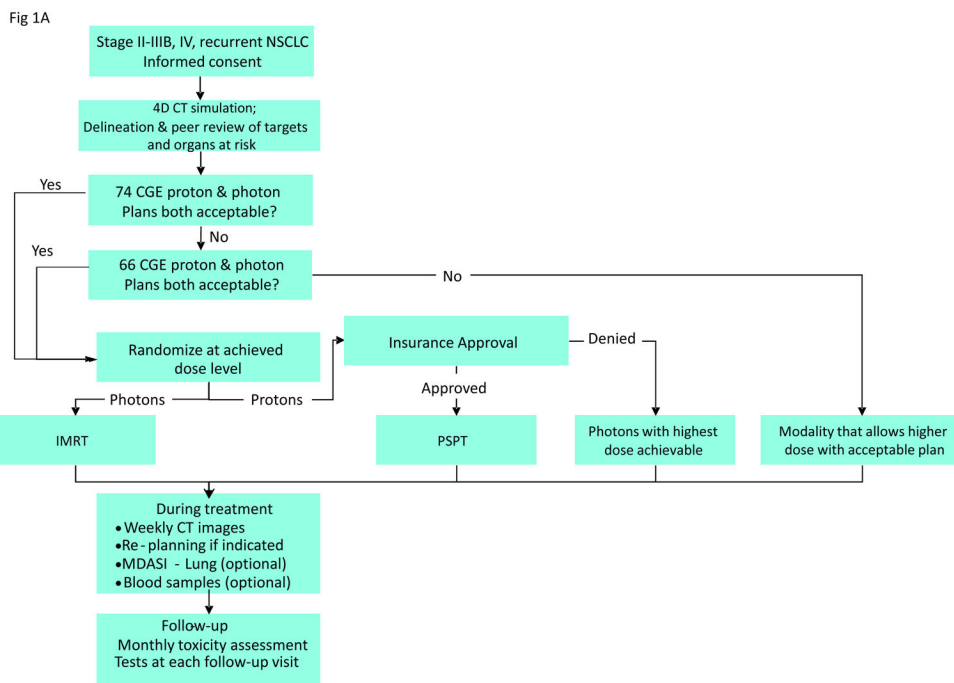 Fig 1A
Stage II-IIIB, IV, recurrent NSCLC
Informed consent
4D CT simulation;
Delineation & peer review of targets
and organs at risk
Yes
74 CGE proton & photon
Plans both acceptable?
No
Yes
66 CGE proton & photon
Plans both acceptable?
No
Randomize at achieved
dose level
Insurance Approval
Denied
Approved
Photons
Protons
IMRT
PSPT
Photons with highest
dose achievable
Modality that allows higher
dose with acceptable plan
During treatment
•Weekly CT images
•Re-planning if indicated
•MDASI - Lung (optional)
•Blood samples (optional)
Follow-up
Monthly toxicity assessment
Tests at each follow-up visit